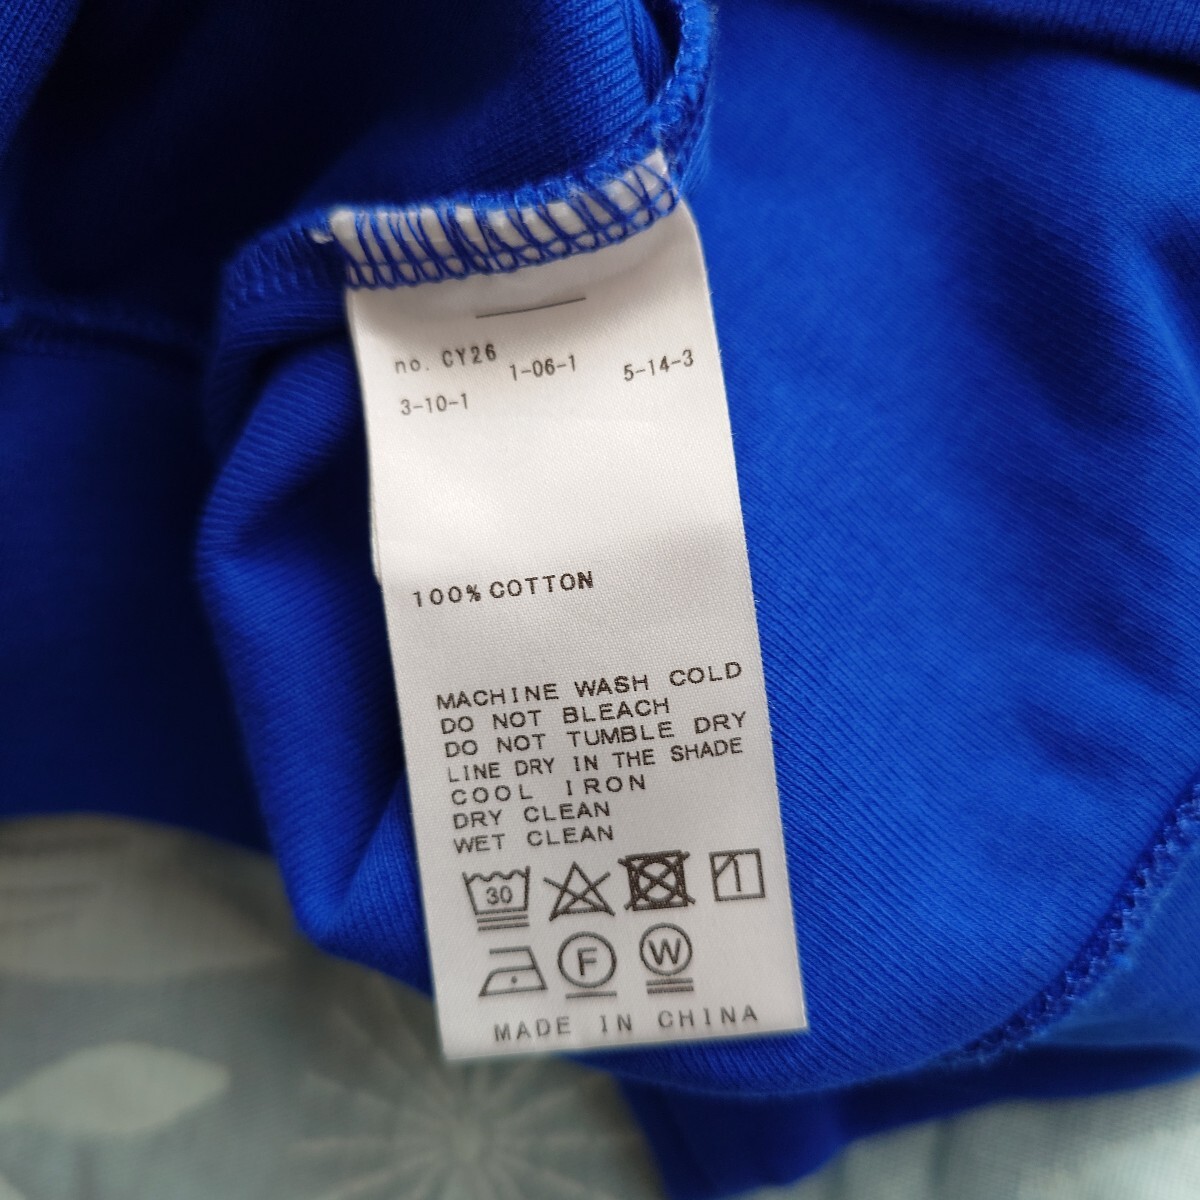 no. CY26 1-06-1 5-14-3
3-10-1
100% COTTON
MACHINE WASH COLD
DO NOT BLEACH
DO NOT TUMBLE DRY
LINE DRY IN THE SHADE
COOL IRON
DRY CLEAN
WET CLEAN
30
F W
MADE IN CHINA